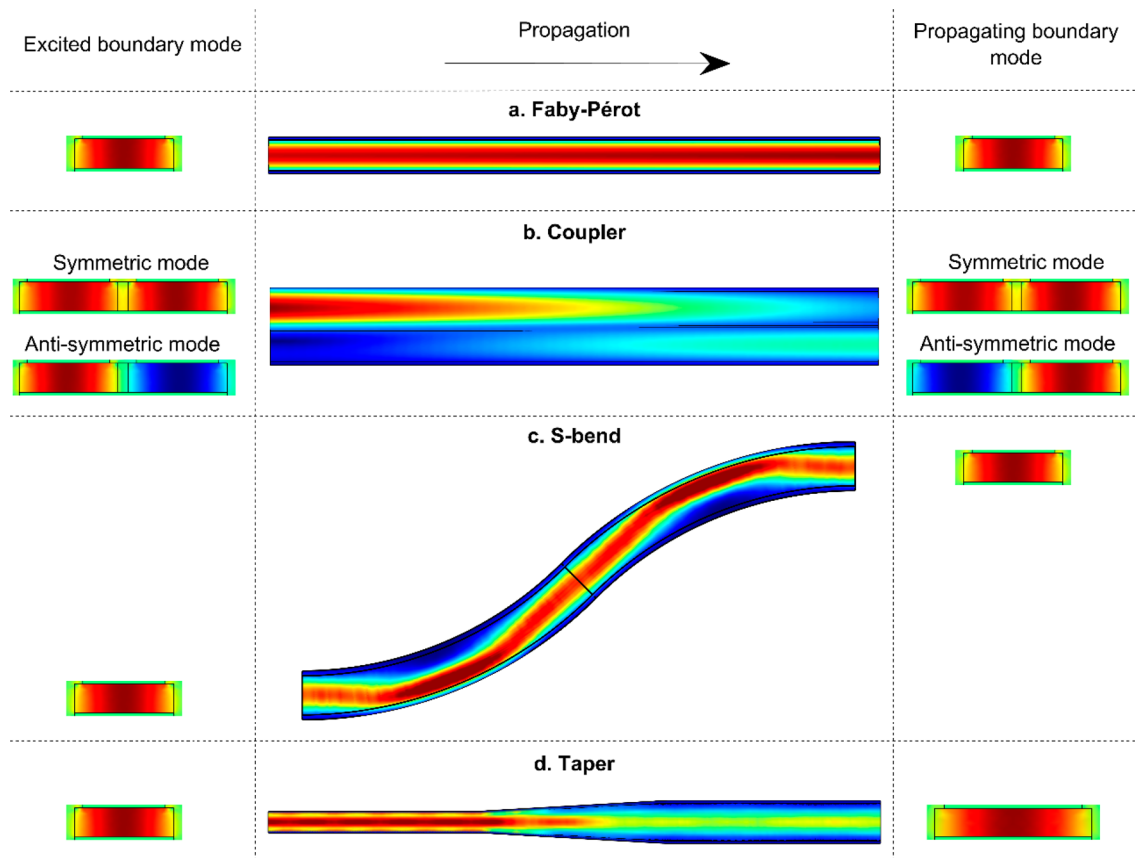 Excited boundary mode
Propagation
Propagating boundary
mode
a. Faby-Pérot
b. Coupler
Symmetric mode
Symmetric mode
Anti-symmetric mode
Anti-symmetric mode
c. S-bend
d. Taper